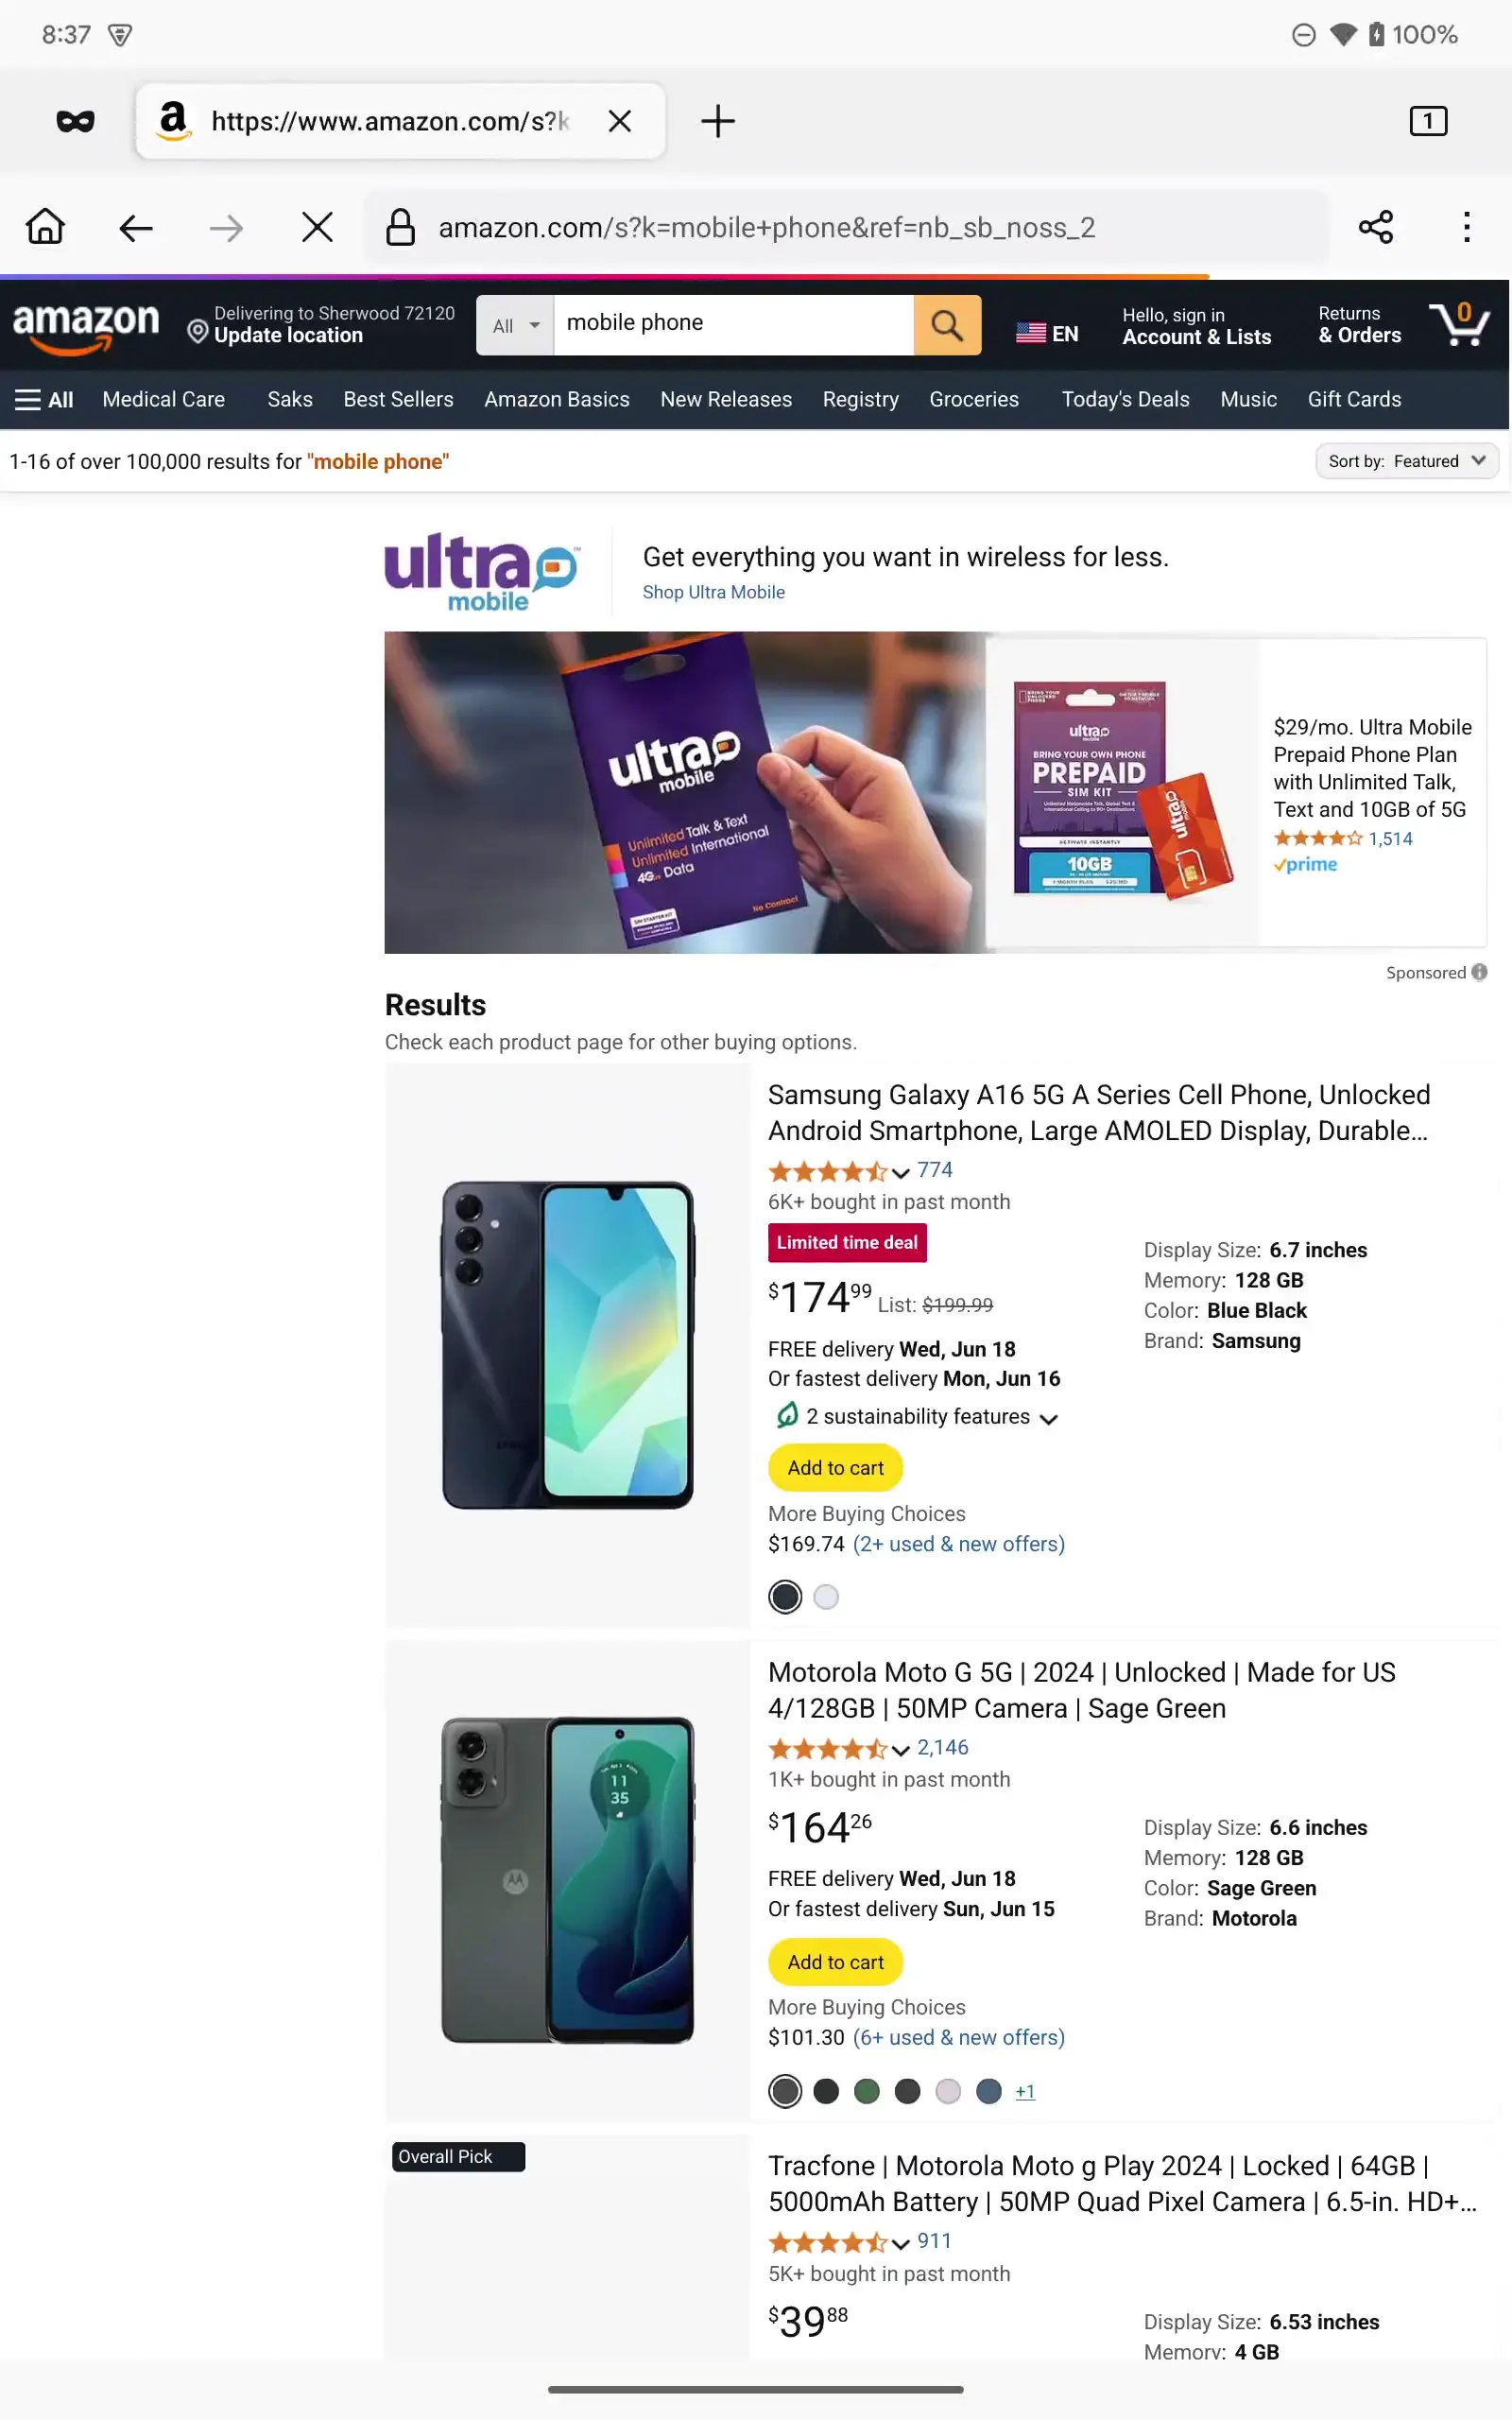 8:37
100%
https://www.amazon.com/s?k
1
amazon.com/s?k=mobile+phone&ref=nb_sb_noss_2
amazon
Delivering to Sherwood 72120
Update location
All
mobile phone
EN
Hello, sign in
Account & Lists
Returns
& Orders
0
All
Medical Care
Saks
Best Sellers
Amazon Basics
New Releases
Registry
Groceries
Today's Deals
Music
Gift Cards
1-16 of over 100,000 results for "mobile phone"
Sort by: Featured
ultra
mobile
Get everything you want in wireless for less.
Shop Ultra Mobile
ultra
mobile
Unlimited Talk & Text
Unlimited International
4G Data
No Contract
ultra
mobile
BRING YOUR OWN PHONE
PREPAID
SIM KIT
ACTIVATE INSTANTLY
10GB
ultra
mobile
$29/mo. Ultra Mobile
Prepaid Phone Plan
with Unlimited Talk,
Text and 10GB of 5G
1,514
prime
Sponsored
Results
Check each product page for other buying options.
Samsung Galaxy A16 5G A Series Cell Phone, Unlocked
Android Smartphone, Large AMOLED Display, Durable...
774
6K+ bought in past month
Limited time deal
$174.99 List: $199.99
FREE delivery Wed, Jun 18
Or fastest delivery Mon, Jun 16
2 sustainability features
Add to cart
More Buying Choices
$169.74 (2+ used & new offers)
Display Size: 6.7 inches
Memory: 128 GB
Color: Blue Black
Brand: Samsung
Motorola Moto G 5G | 2024 | Unlocked | Made for US
4/128GB | 50MP Camera | Sage Green
11
35
2,146
1K+ bought in past month
$164.26
FREE delivery Wed, Jun 18
Or fastest delivery Sun, Jun 15
Add to cart
More Buying Choices
$101.30 (6+ used & new offers)
+1
Display Size: 6.6 inches
Memory: 128 GB
Color: Sage Green
Brand: Motorola
Overall Pick
Tracfone | Motorola Moto g Play 2024 | Locked | 64GB |
5000mAh Battery | 50MP Quad Pixel Camera | 6.5-in. HD+...
911
5K+ bought in past month
$39.88
Display Size: 6.53 inches
Memory: 4 GB